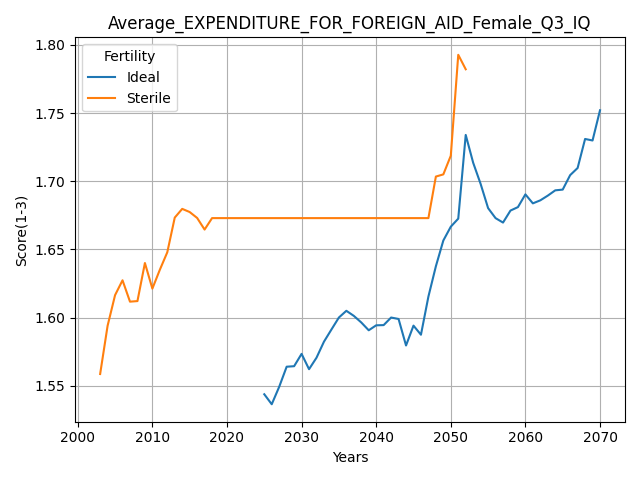 Average_EXPENDITURE_FOR_FOREIGN_AID_Female_Q3_IQ
Fertility
Ideal
Sterile
Score(1-3)
1.80
1.75
1.70
1.65
1.60
1.55
2000 2010 2020 2030 2040 2050 2060 2070
Years